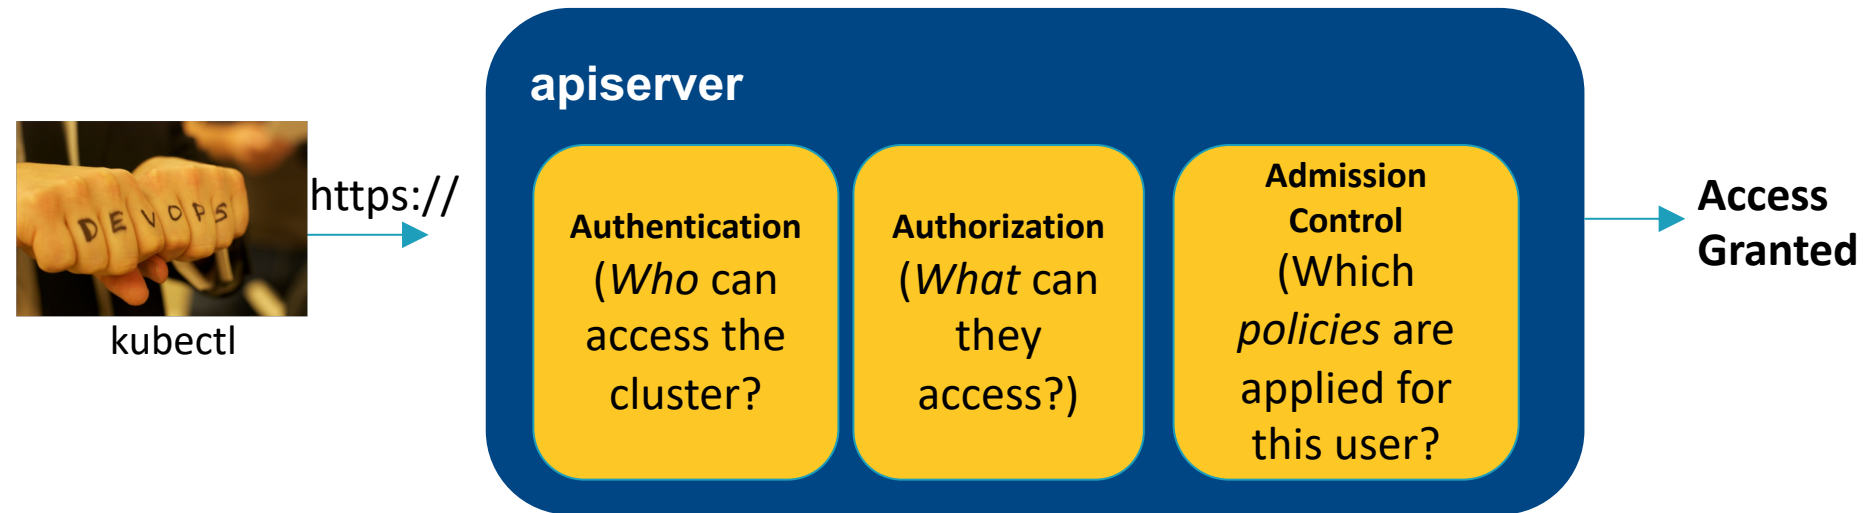 apiserver
DEVOPS
https://
kubectl
Authentication
(Who can
access the
cluster?
Authorization
(What can
they
access?)
Admission
Control
(Which
policies are
applied for
this user?
Access
Granted